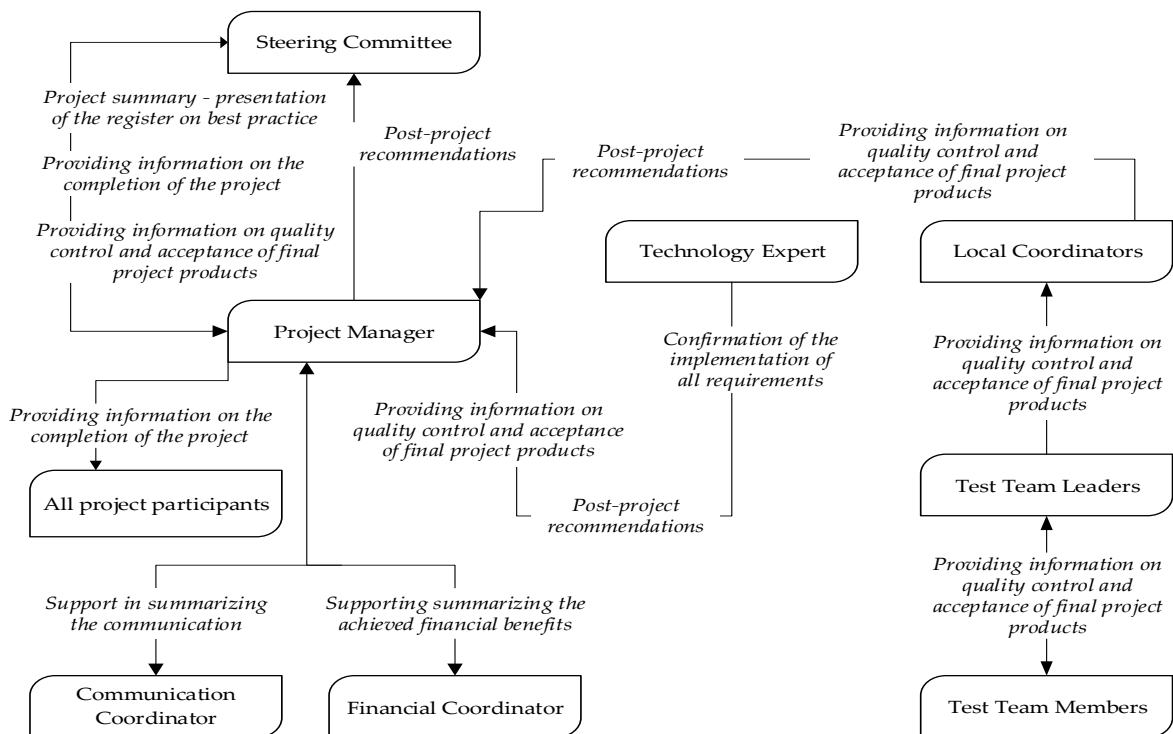 Steering Committee
Project summary - presentation
of the register on best practice
Providing information on the
completion of the project
Providing information on quality
control and acceptance of final
project products
Post-project
recommendations
Post-project
recommendations
Providing information on
quality control and
acceptance of final project
products
Technology Expert
Local Coordinators
Project Manager
Confirmation of the
implementation of
all requirements
Providing information on
quality control and
acceptance of final project
products
Providing information on the
completion of the project
Providing information on
quality control and acceptance
of final project products
All project participants
Post-project
recommendations
Test Team Leaders
Support in summarizing
the communication
Supporting summarizing the
achieved financial benefits
Providing information on
quality control and
acceptance of final project
products
Communication
Coordinator
Financial Coordinator
Test Team Members